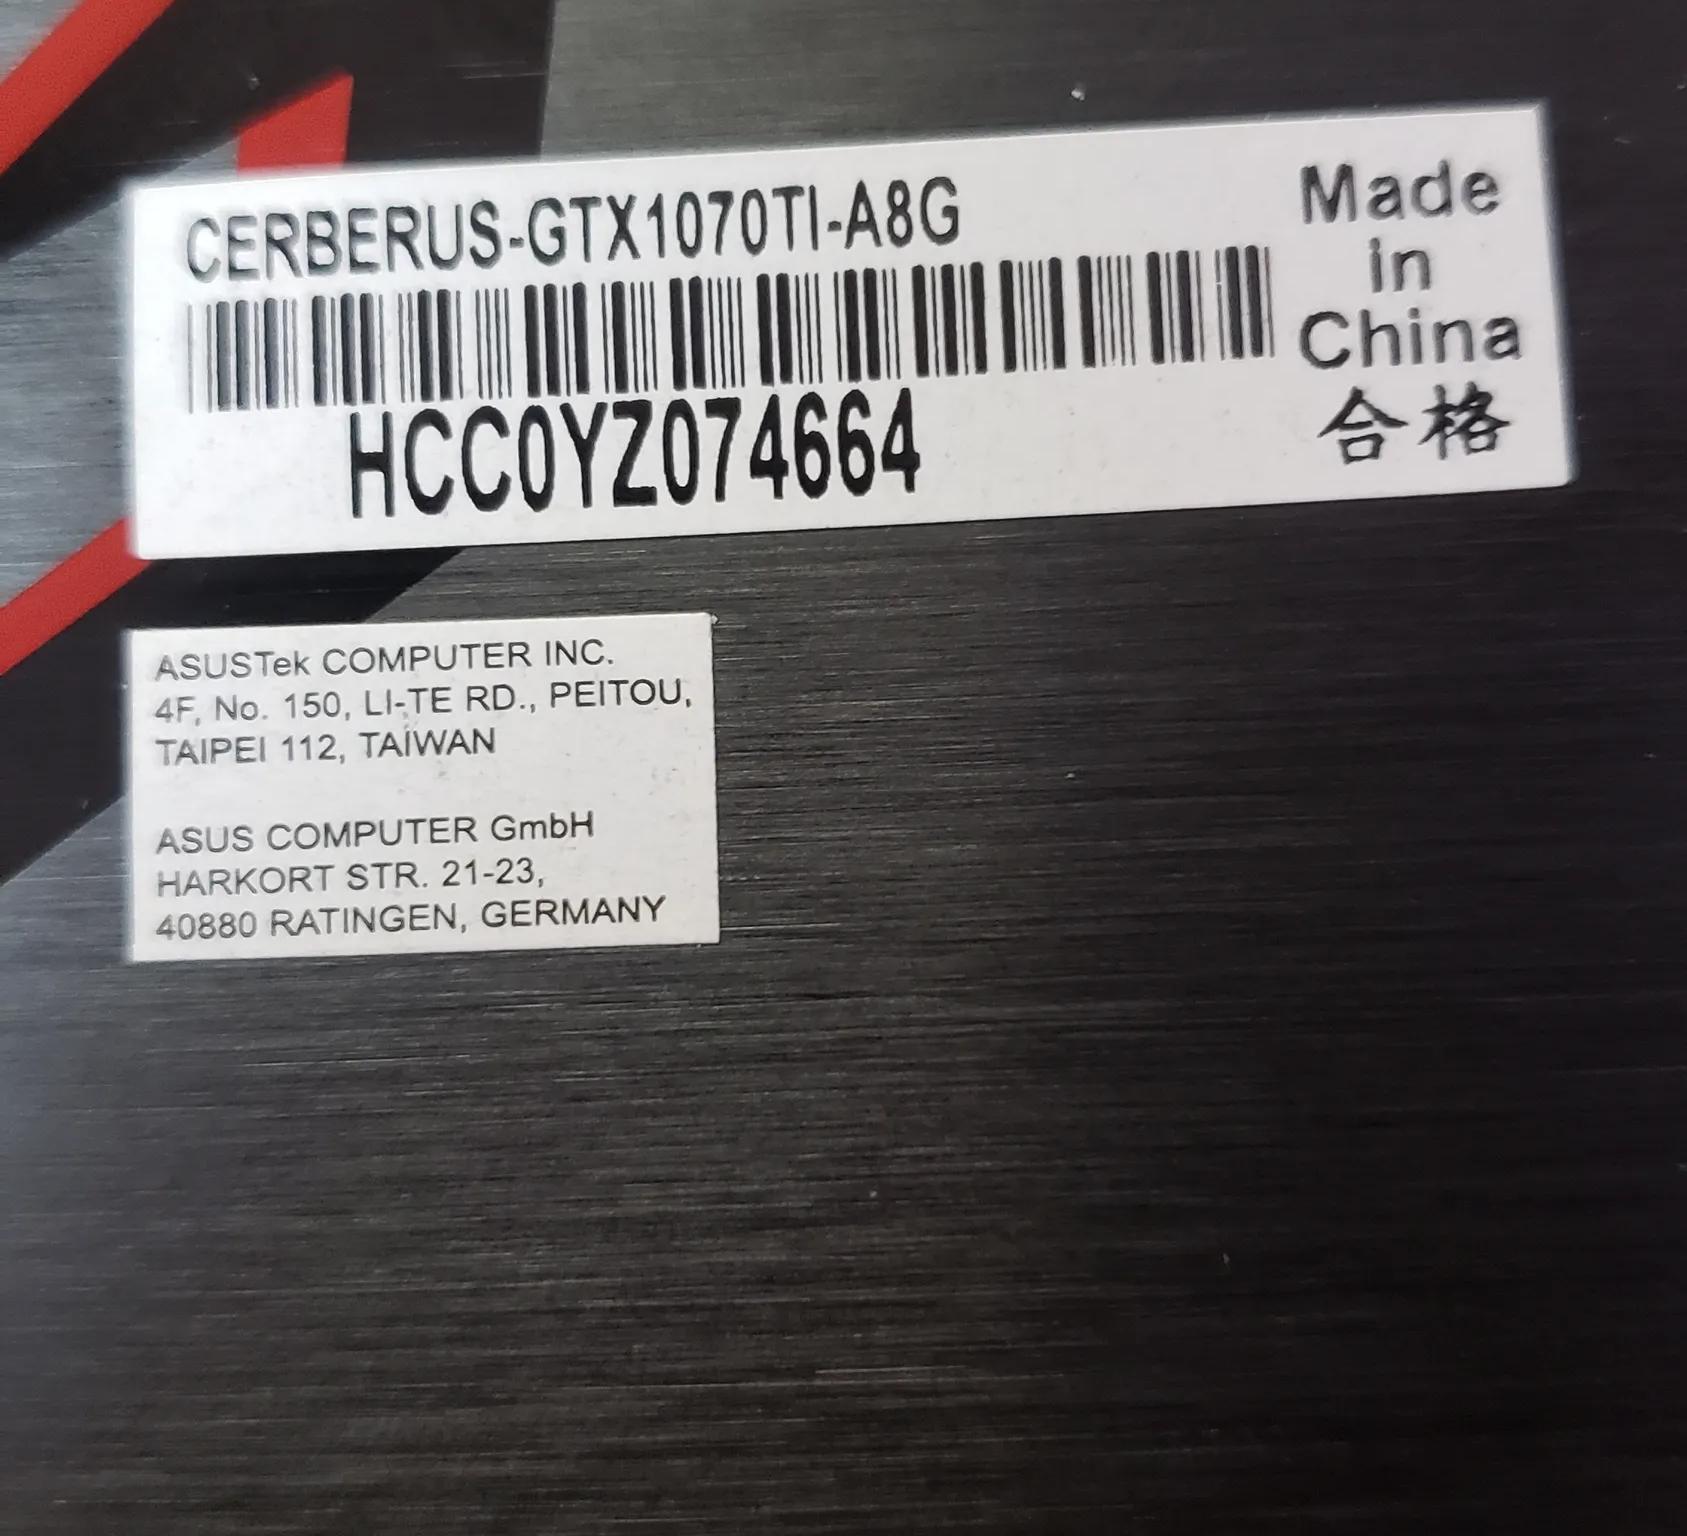 CERBERUS-GTX1070TI-A8G
HCC0YZ074664
Made
in
China
合格
ASUSTek COMPUTER INC.
4F, No. 150, LI-TE RD., PEITOU,
TAIPEI 112, TAIWAN
ASUS COMPUTER GmbH
HARKORT STR. 21-23,
40880 RATINGEN, GERMANY